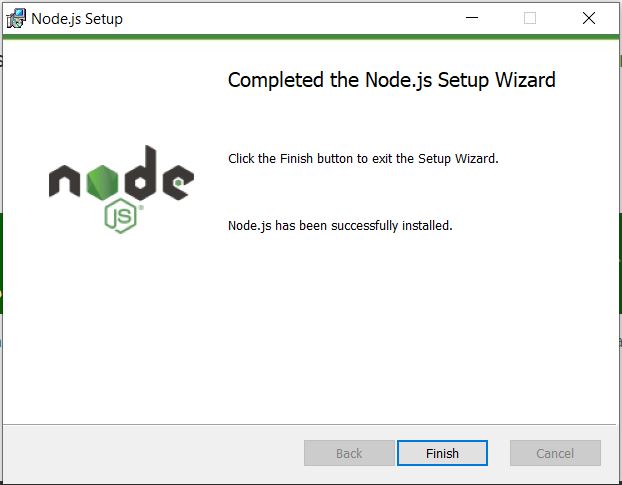 Node.js Setup
Completed the Node.js Setup Wizard
Click the Finish button to exit the Setup Wizard.
node
JS
Node.js has been successfully installed.
Back
Finish
Cancel